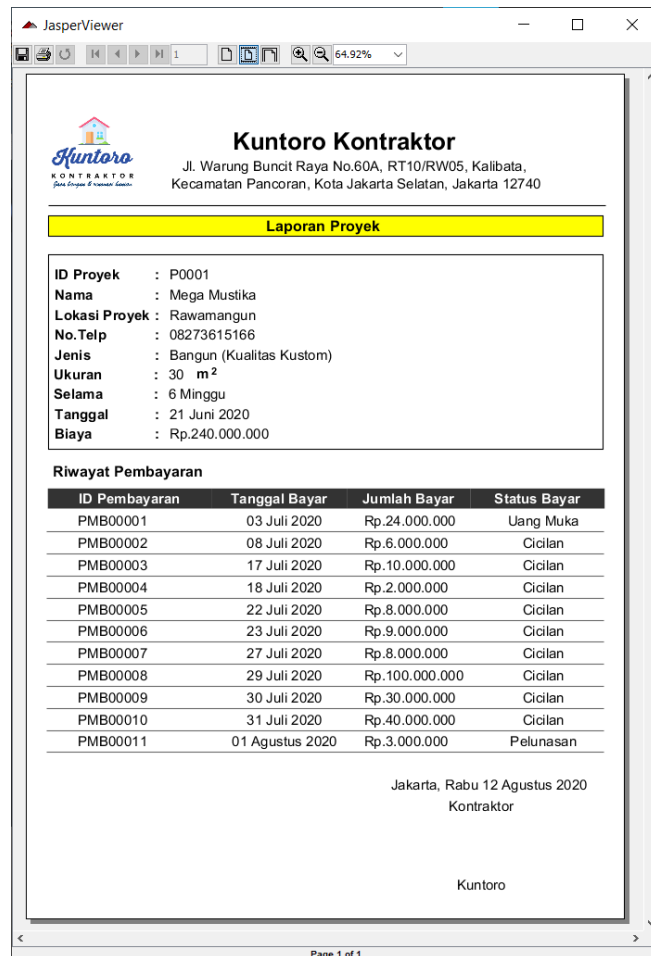 JasperViewer
1
64.92%
Kuntoro
KONTRAKTOR
Jasa bangun & renovasi hunian
Kuntoro Kontraktor
Jl. Warung Buncit Raya No.60A, RT10/RW05, Kalibata,
Kecamatan Pancoran, Kota Jakarta Selatan, Jakarta 12740
Laporan Proyek
ID Proyek : P0001
Nama : Mega Mustika
Lokasi Proyek : Rawamangun
No.Telp : 08273615166
Jenis : Bangun (Kualitas Kustom)
Ukuran : 30 m²
Selama : 6 Minggu
Tanggal : 21 Juni 2020
Biaya : Rp.240.000.000
Riwayat Pembayaran
ID Pembayaran Tanggal Bayar Jumlah Bayar Status Bayar
PMB00001 03 Juli 2020 Rp.24.000.000 Uang Muka
PMB00002 08 Juli 2020 Rp.6.000.000 Cicilan
PMB00003 17 Juli 2020 Rp.10.000.000 Cicilan
PMB00004 18 Juli 2020 Rp.2.000.000 Cicilan
PMB00005 22 Juli 2020 Rp.8.000.000 Cicilan
PMB00006 23 Juli 2020 Rp.9.000.000 Cicilan
PMB00007 27 Juli 2020 Rp.8.000.000 Cicilan
PMB00008 29 Juli 2020 Rp.100.000.000 Cicilan
PMB00009 30 Juli 2020 Rp.30.000.000 Cicilan
PMB00010 31 Juli 2020 Rp.40.000.000 Cicilan
PMB00011 01 Agustus 2020 Rp.3.000.000 Pelunasan
Jakarta, Rabu 12 Agustus 2020
Kontraktor
Kuntoro
Page 1 of 1